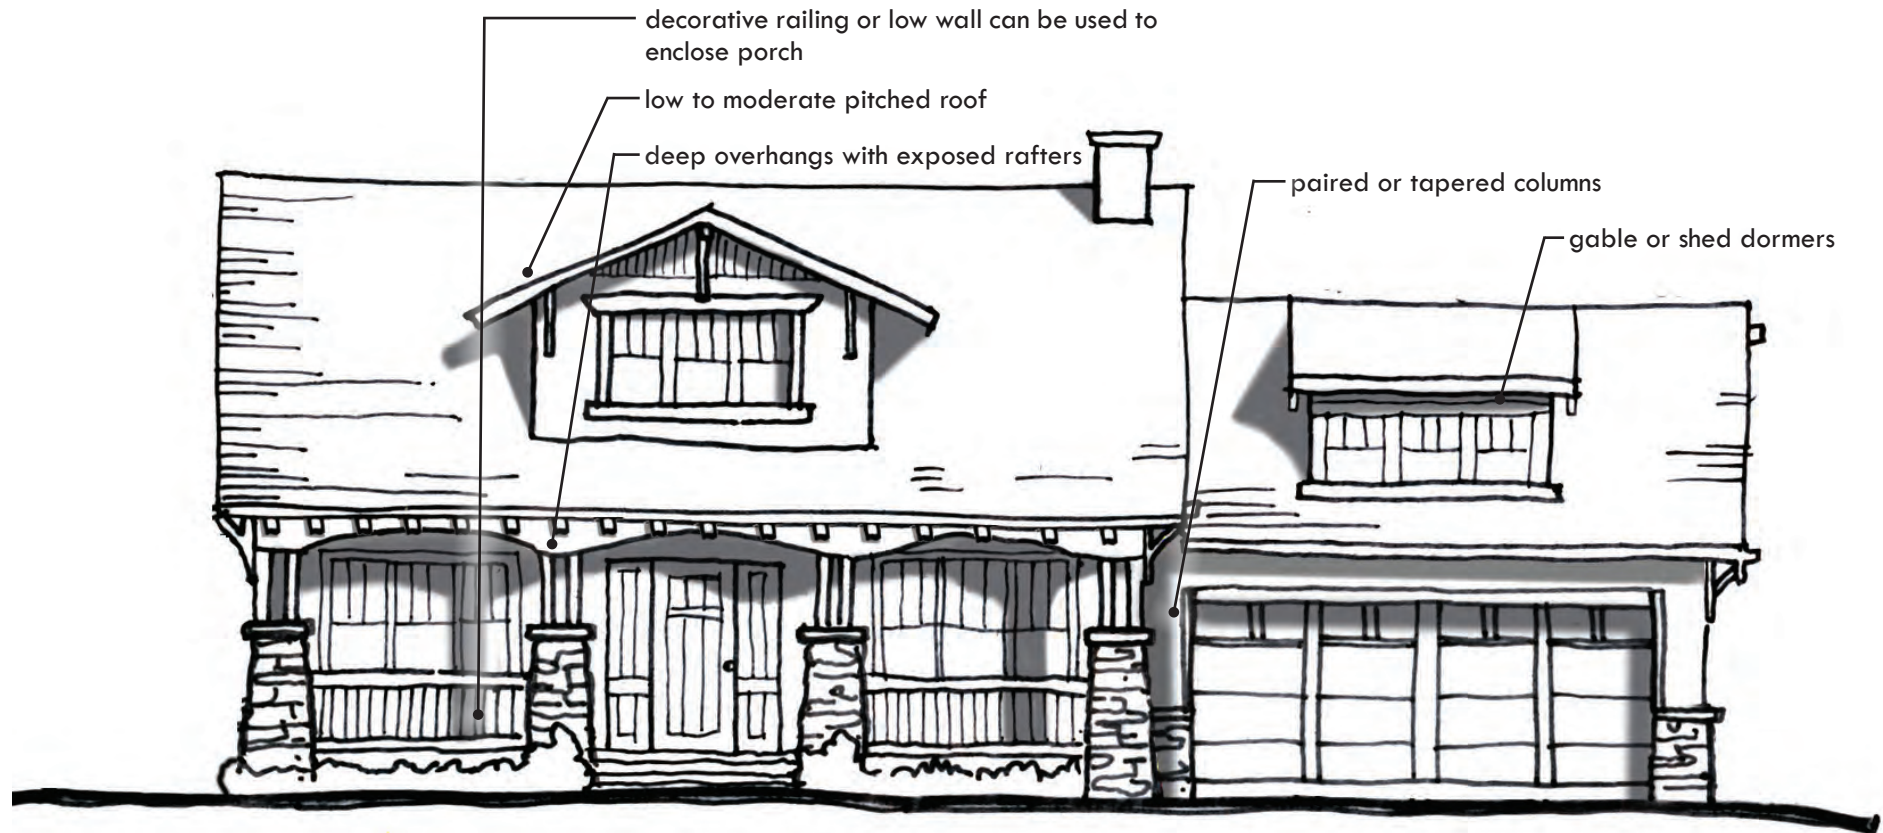 decorative railing or low wall can be used to
enclose porch
low to moderate pitched roof
deep overhangs with exposed rafters
paired or tapered columns
gable or shed dormers